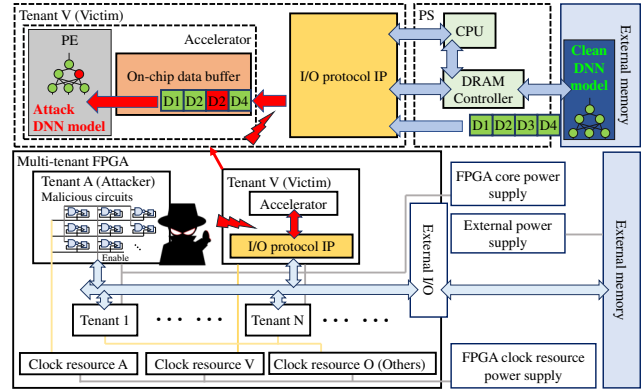 Tenant V (Victim)
PE
Attack
DNN model
Accelerator
On-chip data buffer
D1 D2 D2 D4
I/O protocol IP
PS
CPU
DRAM
Controller
D1 D2 D3 D4
Clean
DNN
model
External memory
Multi-tenant FPGA
Tenant A (Attacker)
Malicious circuits
Enable
Tenant V (Victim)
Accelerator
I/O protocol IP
External I/O
FPGA core power
supply
External power
supply
External memory
Tenant 1
Tenant N
Clock resource A
Clock resource V
Clock resource O (Others)
FPGA clock resource
power supply